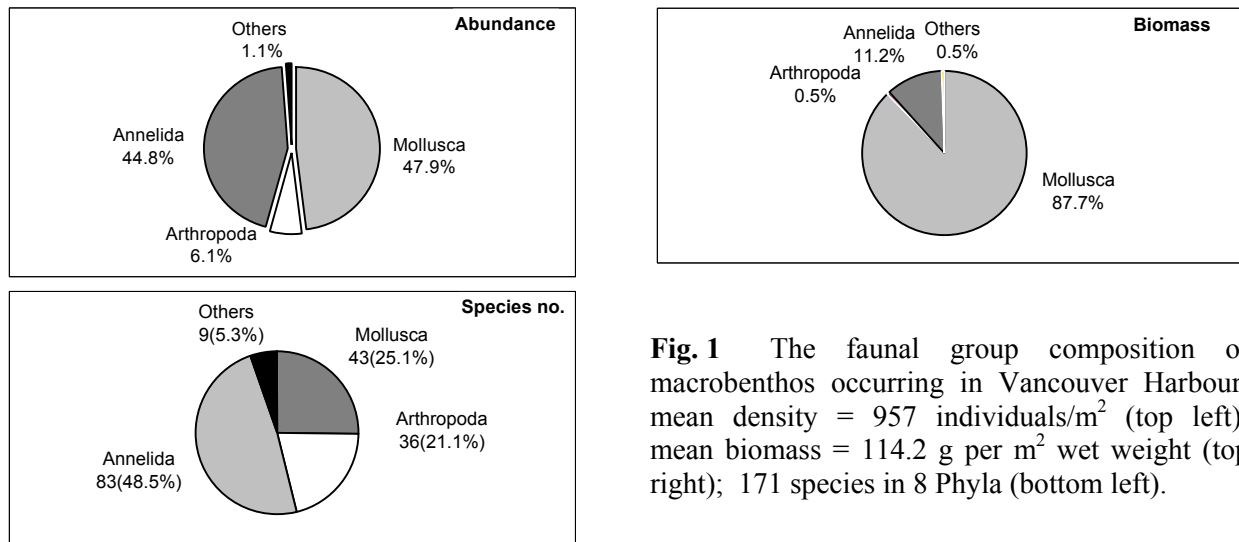 Abundance
Others
1.1%
Annelida
44.8%
Mollusca
47.9%
Arthropoda
6.1%
Biomass
Annelida
11.2%
Others
0.5%
Arthropoda
0.5%
Mollusca
87.7%
Species no.
Others
9(5.3%)
Mollusca
43(25.1%)
Arthropoda
36(21.1%)
Annelida
83(48.5%)
Fig. 1 The faunal group composition o
macrobenthos occurring in Vancouver Harbour
mean density = 957 individuals/m² (top left)
mean biomass = 114.2 g per m² wet weight (top
right); 171 species in 8 Phyla (bottom left).